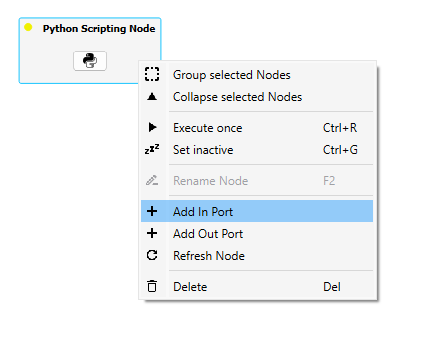 Python Scripting Node
Group selected Nodes
Collapse selected Nodes
Execute once Ctrl+R
Set inactive Ctrl+G
Rename Node F2
Add In Port
Add Out Port
Refresh Node
Delete Del